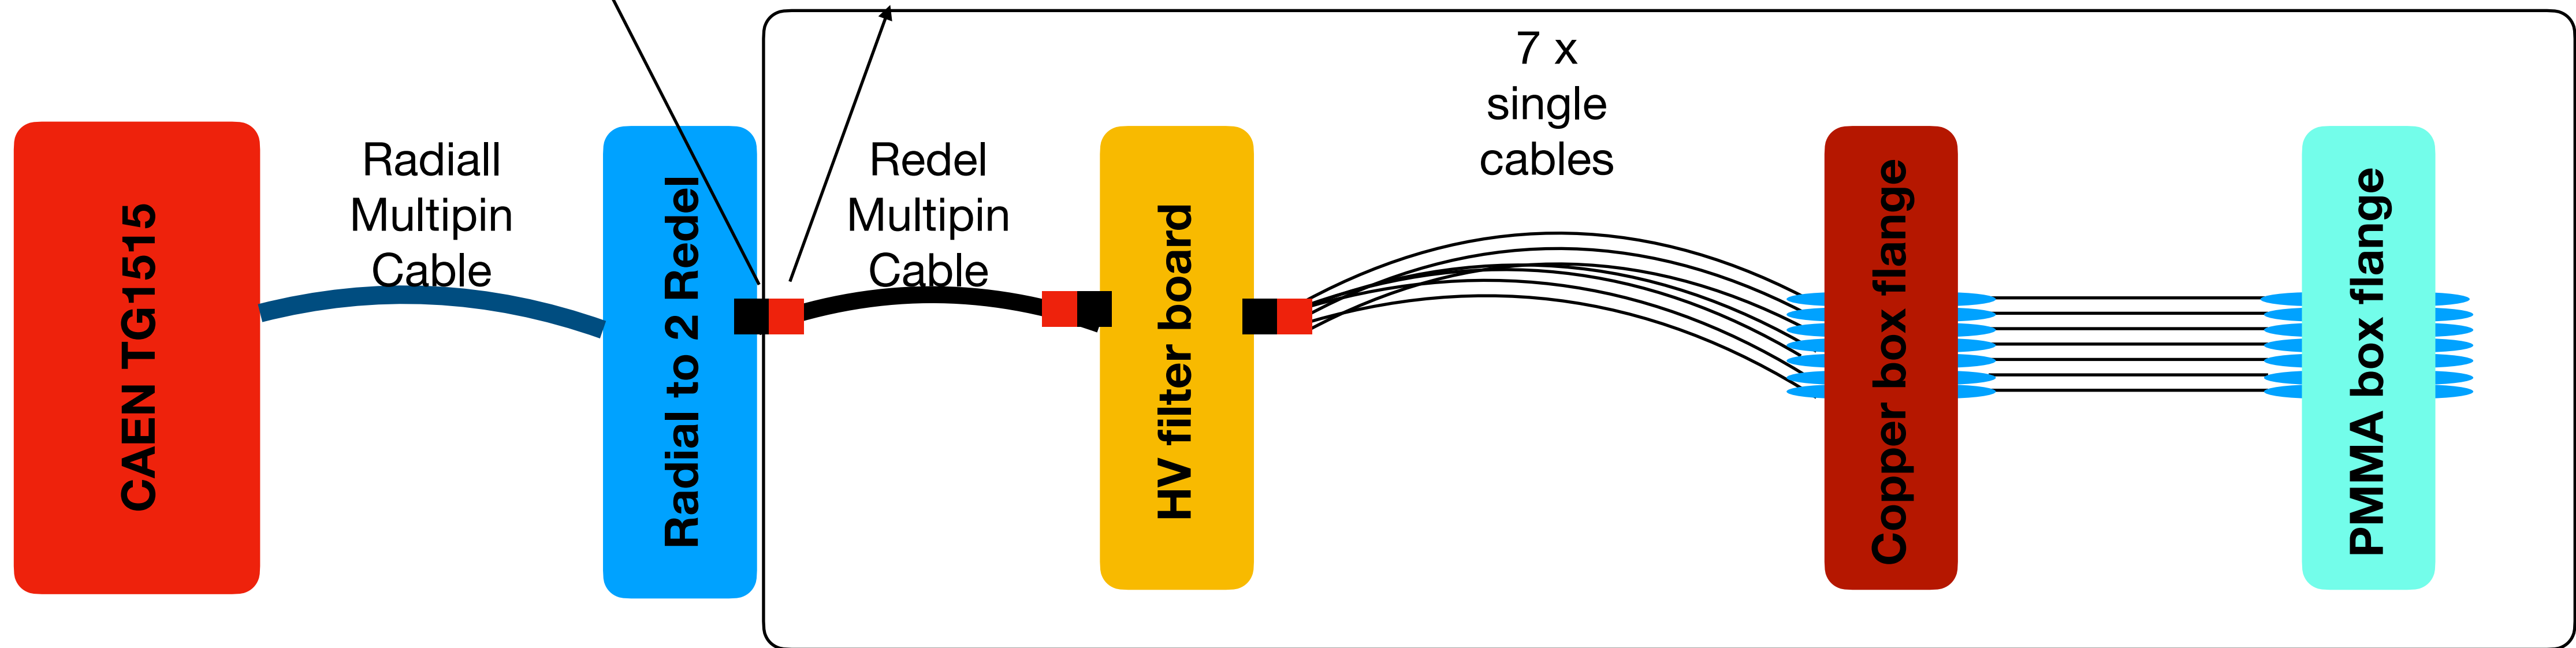 CAEN TG1515
Radiall
Multipin
Cable
Radial to 2 Redel
Redel
Multipin
Cable
HV filter board
7 x
single
cables
Copper box flange
PMMA box flange